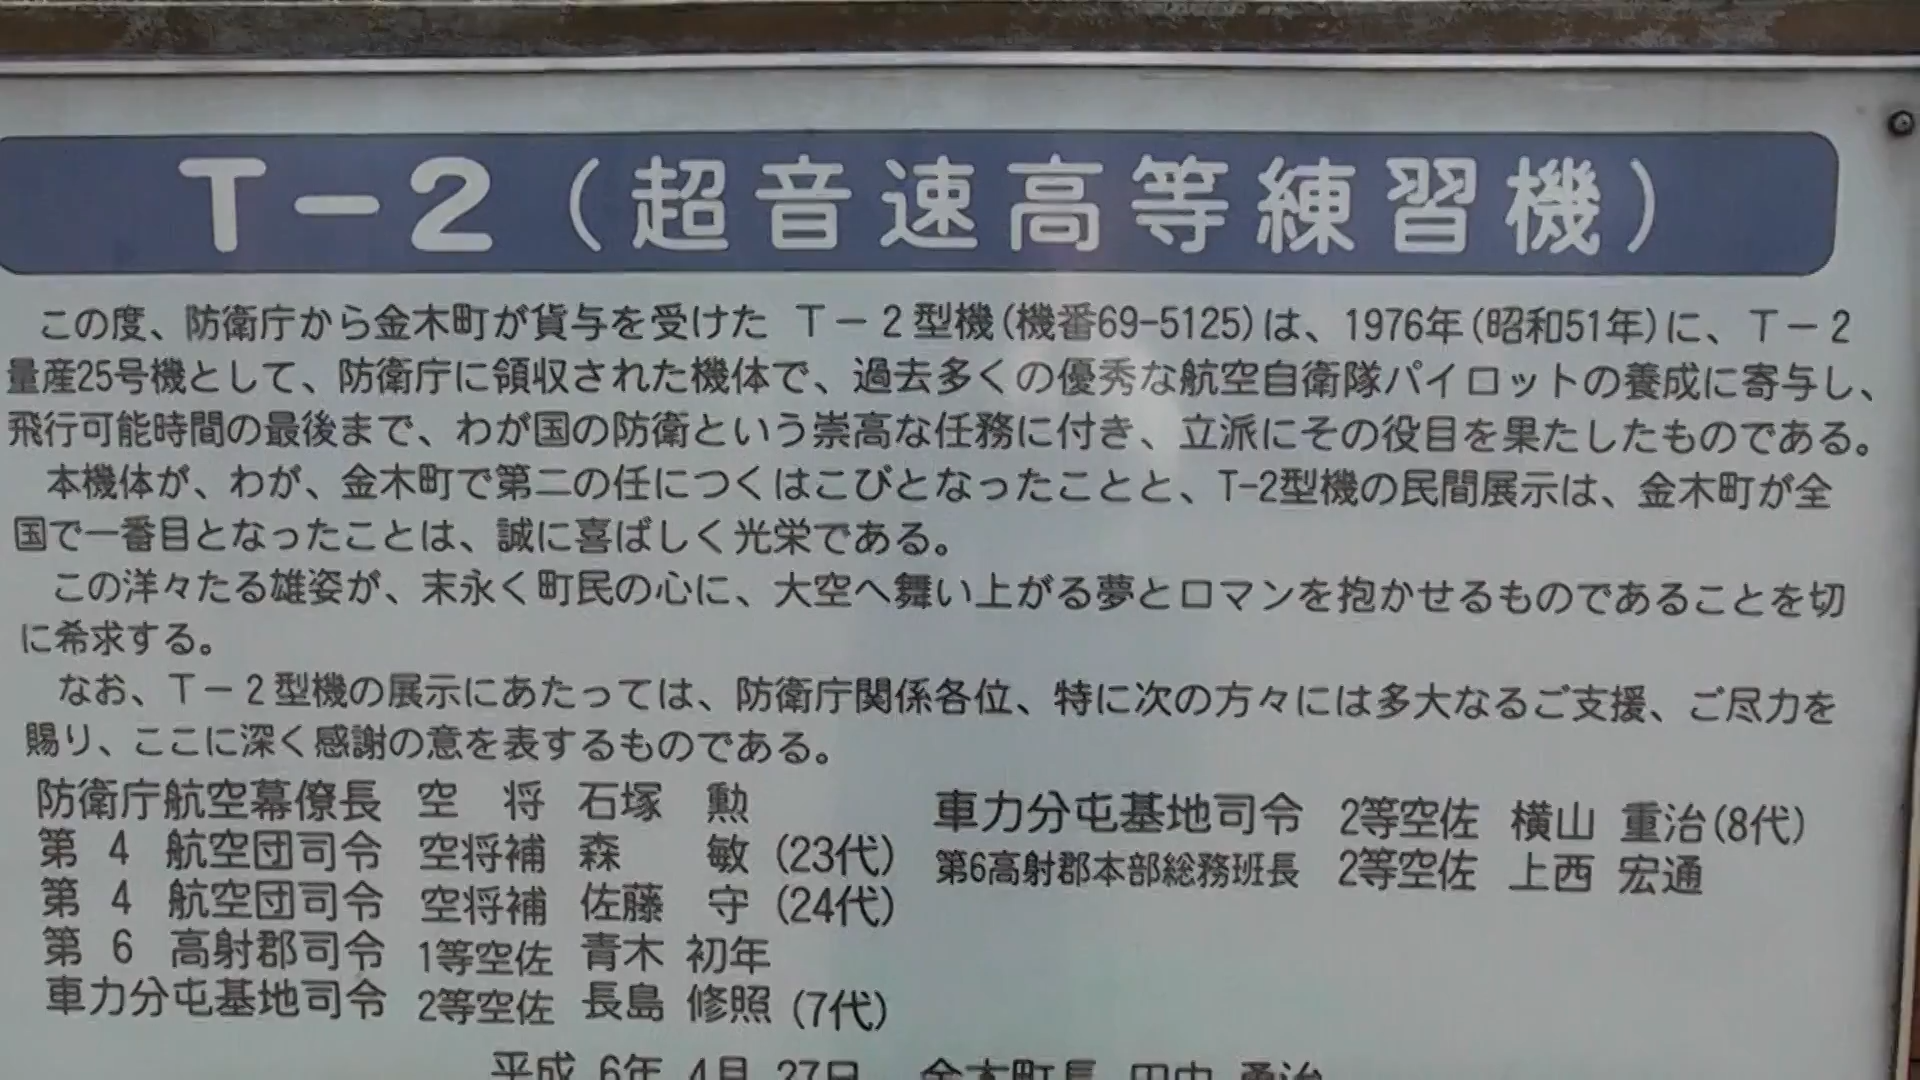 T-2（超音速高等練習機）
この度、防衛庁から金木町が貨与を受けた T－2型機(機番69-5125)は、1976年(昭和51年)に、T－2
量産25号機として、防衛庁に領収された機体で、過去多くの優秀な航空自衛隊パイロットの養成に寄与し、
飛行可能時間の最後まで、わが国の防衛という崇高な任務に付き、立派にその役目を果たしたものである。
本機体が、わが、金木町で第二の任につくはこびとなったことと、T-2型機の民間展示は、金木町が全
国で一番目となったことは、誠に喜ばしく光栄である。
この洋々たる雄姿が、末永く町民の心に、大空へ舞い上がる夢とロマンを抱かせるものであることを切
に希求する。
なお、T－2型機の展示にあたっては、防衛庁関係各位、特に次の方々には多大なるご支援、ご尽力を
賜り、ここに深く感謝の意を表するものである。
防衛庁航空幕僚長 空 将 石塚 勲
第 4 航空団司令 空将補 森 敏 (23代)
第 4 航空団司令 空将補 佐藤 守 (24代)
第 6 高射郡司令 1等空佐 青木 初年
車力分屯基地司令 2等空佐 長島 修照 (7代)
車力分屯基地司令 2等空佐 横山 重治(8代)
第6高射郡本部総務班長 2等空佐 上西 宏通
平成 6年 4月 27日 金木町長 田中 勇治